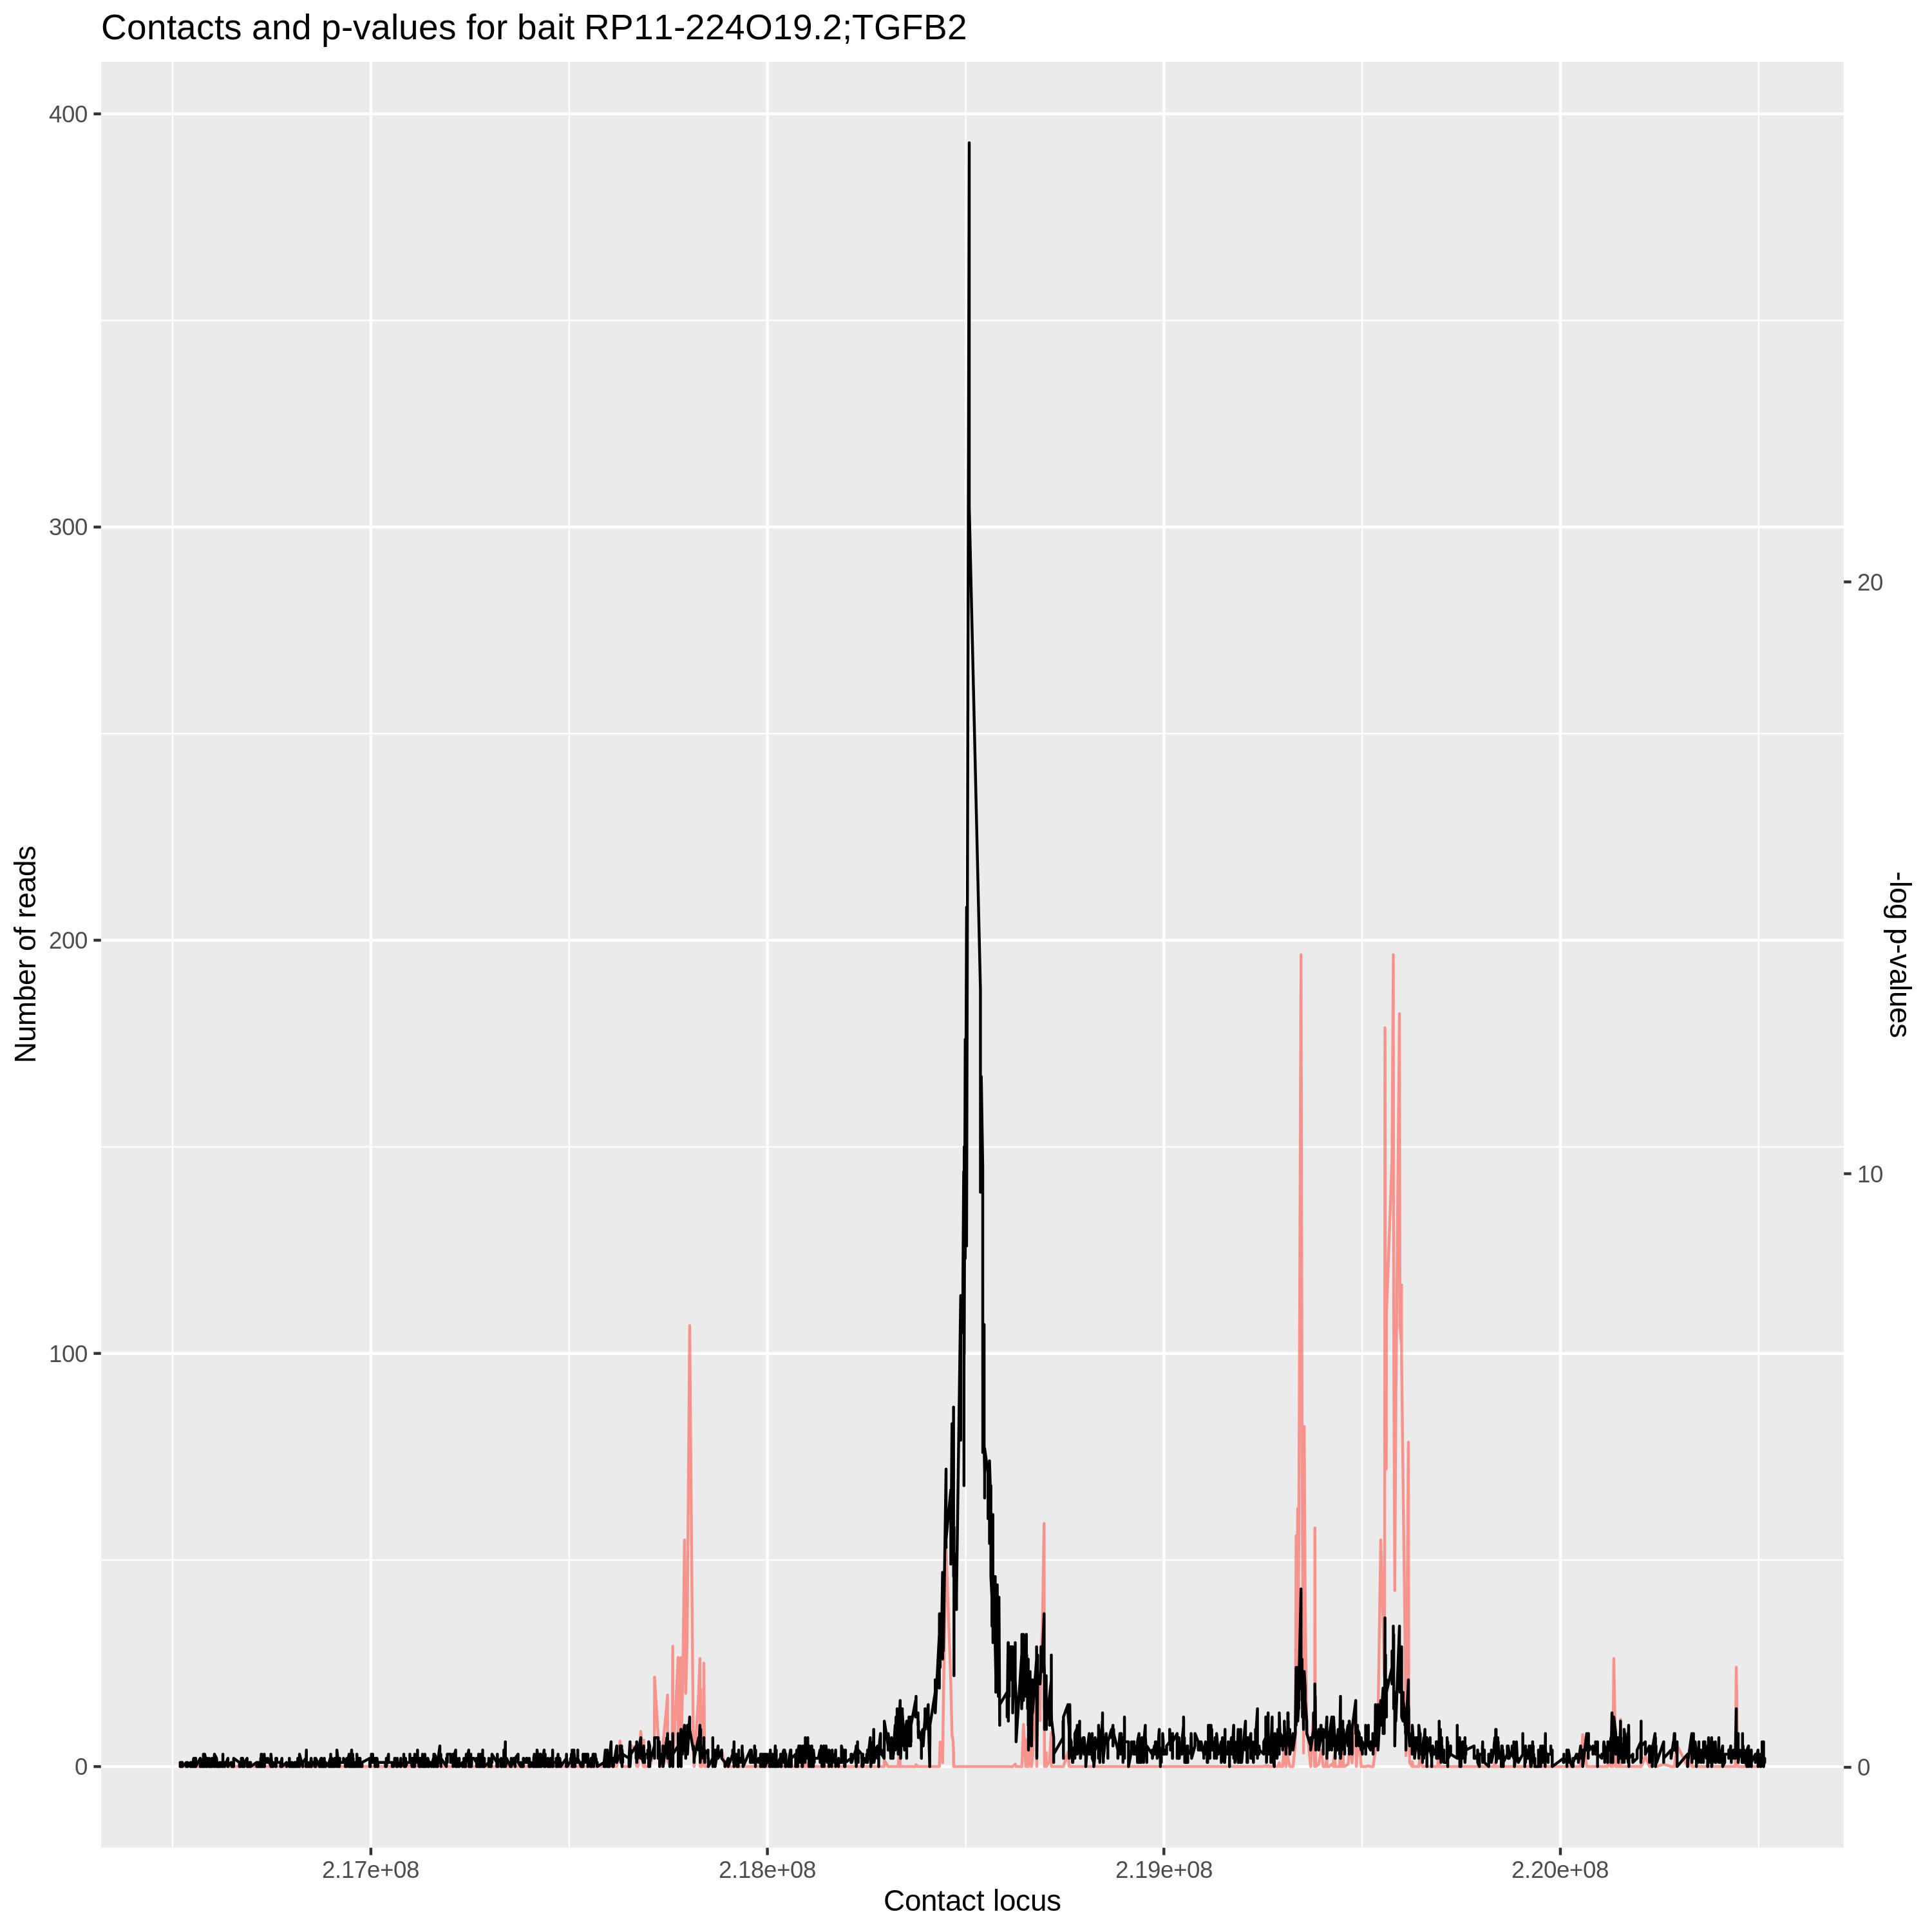 Contacts and p-values for bait RP11-224O19.2;TGFB2
400
300
200
100
0
Number of reads
20
10
0
-log p-values
2.17e+08
2.18e+08
2.19e+08
2.20e+08
Contact locus